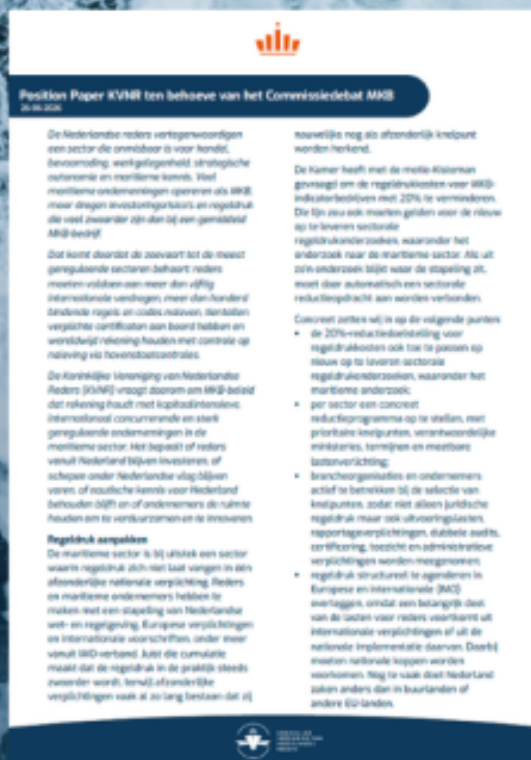 Position Paper KVNR ten behoeve van het Commissiedebat MKB
De Nederlandse reders vertegenwoordigen
een sector die onmisbaar is voor handel,
bevoorrading, werkgelegenheid, strategische
autonomie en maritieme kennis. Veel
maritieme ondernemingen opereren als MKB,
maar dragen investeringsrisico's en regeldruk
die veel zwaarder zijn dan bij een gemiddeld
MKB-bedrijf.
Dat komt doordat de zeevaart tot de meest
gereguleerde sectoren behoort: reders
moeten voldoen aan meer dan vijftig
internationale verdragen, meer dan honderd
bindende regels en codes naleven, tientallen
verplichte certificaten aan boord hebben en
wereldwijd rekening houden met controle op
naleving via havenstaatcontroles.
De Koninklijke Vereniging van Nederlandse
Reders (KVNR) vraagt daarom om MKB-beleid
dat rekening houdt met kapitaalintensieve,
internationaal concurrerende en sterk
gereguleerde ondernemingen in de
maritieme sector. Het bepaalt of reders
vanuit Nederland blijven investeren, of
schepen onder Nederlandse vlag blijven
varen, of nautische kennis voor Nederland
behouden blijft en of ondernemers de ruimte
houden om te verduurzamen en te innoveren.
Regeldruk aanpakken
De maritieme sector is bij uitstek een sector
waarin regeldruk zich niet laat vangen in één
afzonderlijke nationale verplichting. Reders
en maritieme ondernemers hebben te
maken met een stapeling van Nederlandse
wet- en regelgeving, Europese verplichtingen
en internationale voorschriften, onder meer
vanuit IMO-verband. Juist die cumulatie
maakt dat de regeldruk in de praktijk steeds
zwaarder wordt, terwijl afzonderlijke
verplichtingen vaak al zo lang bestaan dat zij
nauwelijks nog als afzonderlijk knelpunt
worden herkend.
De Kamer heeft met de motie-Kisteman
gevraagd om de regeldrukkosten voor MKB-
indicatorbedrijven met 20% te verminderen.
Die lijn zou ook moeten gelden voor de nieuw
op te leveren sectorale
regeldrukonderzoeken, waaronder het
onderzoek naar de maritieme sector. Als uit
zo'n onderzoek blijkt waar de stapeling zit,
moet daar automatisch een sectorale
reductieopdracht aan worden verbonden.
Concreet zetten wij in op de volgende punten:
• de 20%-reductiedoelstelling voor
regeldrukkosten ook toe te passen op
nieuw op te leveren sectorale
regeldrukonderzoeken, waaronder het
maritieme onderzoek;
• per sector een concreet
reductieprogramma op te stellen, met
prioritaire knelpunten, verantwoordelijke
ministeries, termijnen en meetbare
lastenverlichting;
• brancheorganisaties en ondernemers
actief te betrekken bij de selectie van
knelpunten, zodat niet alleen juridische
regeldruk maar ook uitvoeringslasten,
rapportageverplichtingen, dubbele audits,
certificering, toezicht en administratieve
verplichtingen worden meegenomen;
• regeldruk structureel te agenderen in
Europese en internationale (IMO)
overleggen, omdat een belangrijk deel
van de lasten voor reders voortkomt uit
internationale verplichtingen of uit de
nationale implementatie daarvan. Daarbij
moeten nationale koppen worden
voorkomen. Nog te vaak doet Nederland
zaken anders dan in buurlanden of
andere EU-landen.